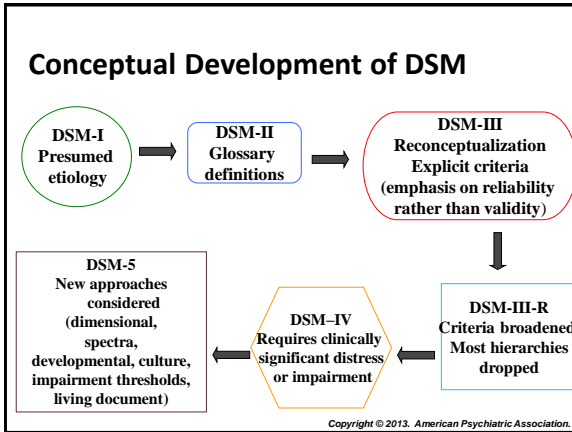 Conceptual Development of DSM
DSM-I
Presumed
etiology
DSM-II
Glossary
definitions
DSM-III
Reconceptualization
Explicit criteria
(emphasis on reliability
rather than validity)
DSM-III-R
Criteria broadened
Most hierarchies
dropped
DSM–IV
Requires clinically
significant distress
or impairment
DSM-5
New approaches
considered
(dimensional,
spectra,
developmental, culture,
impairment thresholds,
living document)
Copyright © 2013. American Psychiatric Association.